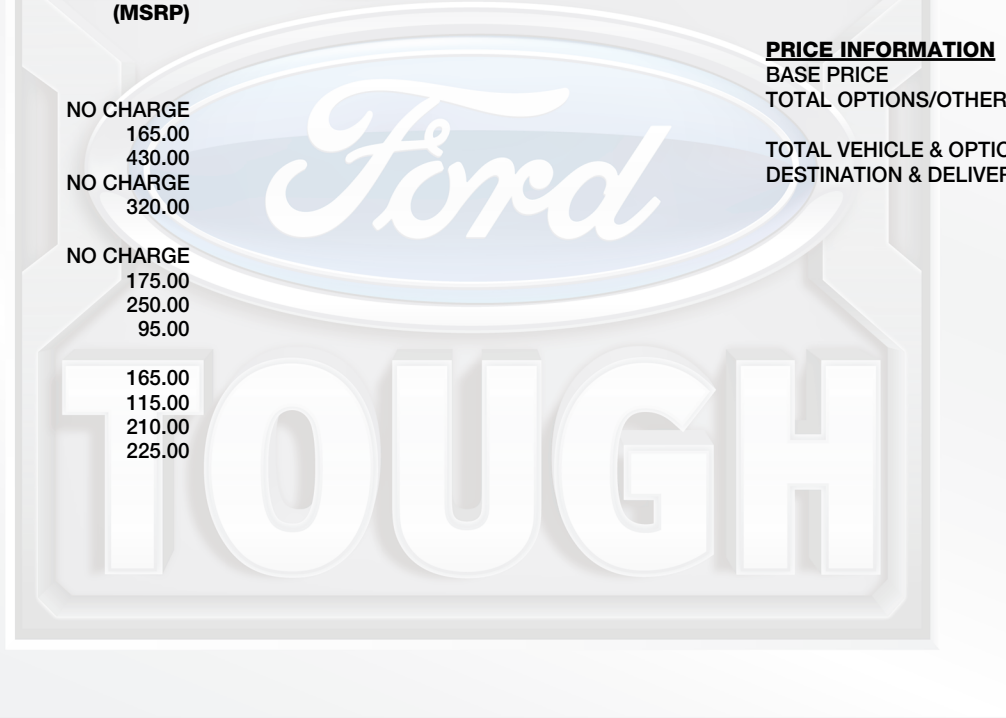 (MSRP)
NO CHARGE
165.00
430.00
NO CHARGE
320.00
NO CHARGE
175.00
250.00
95.00
165.00
115.00
210.00
225.00
PRICE INFORMATION
BASE PRICE
TOTAL OPTIONS/OTHER
TOTAL VEHICLE & OPTIO
DESTINATION & DELIVER
Ford
TOUGH